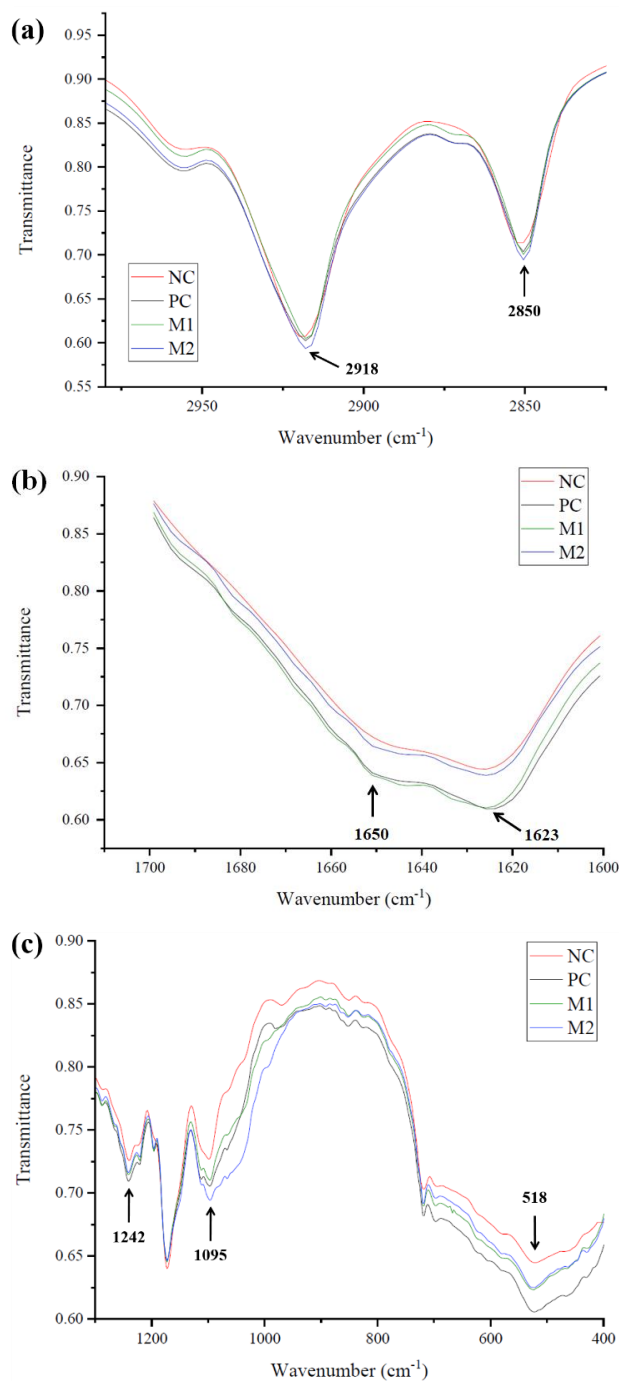 (a)
0.95
0.90
0.85
0.80
0.75
0.70
0.65
0.60
0.55
Transmittance
NC
PC
M1
M2
2918
2850
2950
2900
2850
Wavenumber (cm-1)
(b)
0.90
0.85
0.80
0.75
0.70
0.65
0.60
Transmittance
NC
PC
M1
M2
1650
1623
1700
1680
1660
1640
1620
1600
Wavenumber (cm-1)
(c)
0.90
0.85
0.80
0.75
0.70
0.65
0.60
Transmittance
NC
PC
M1
M2
1242
1095
518
1200
1000
800
600
400
Wavenumber (cm-1)